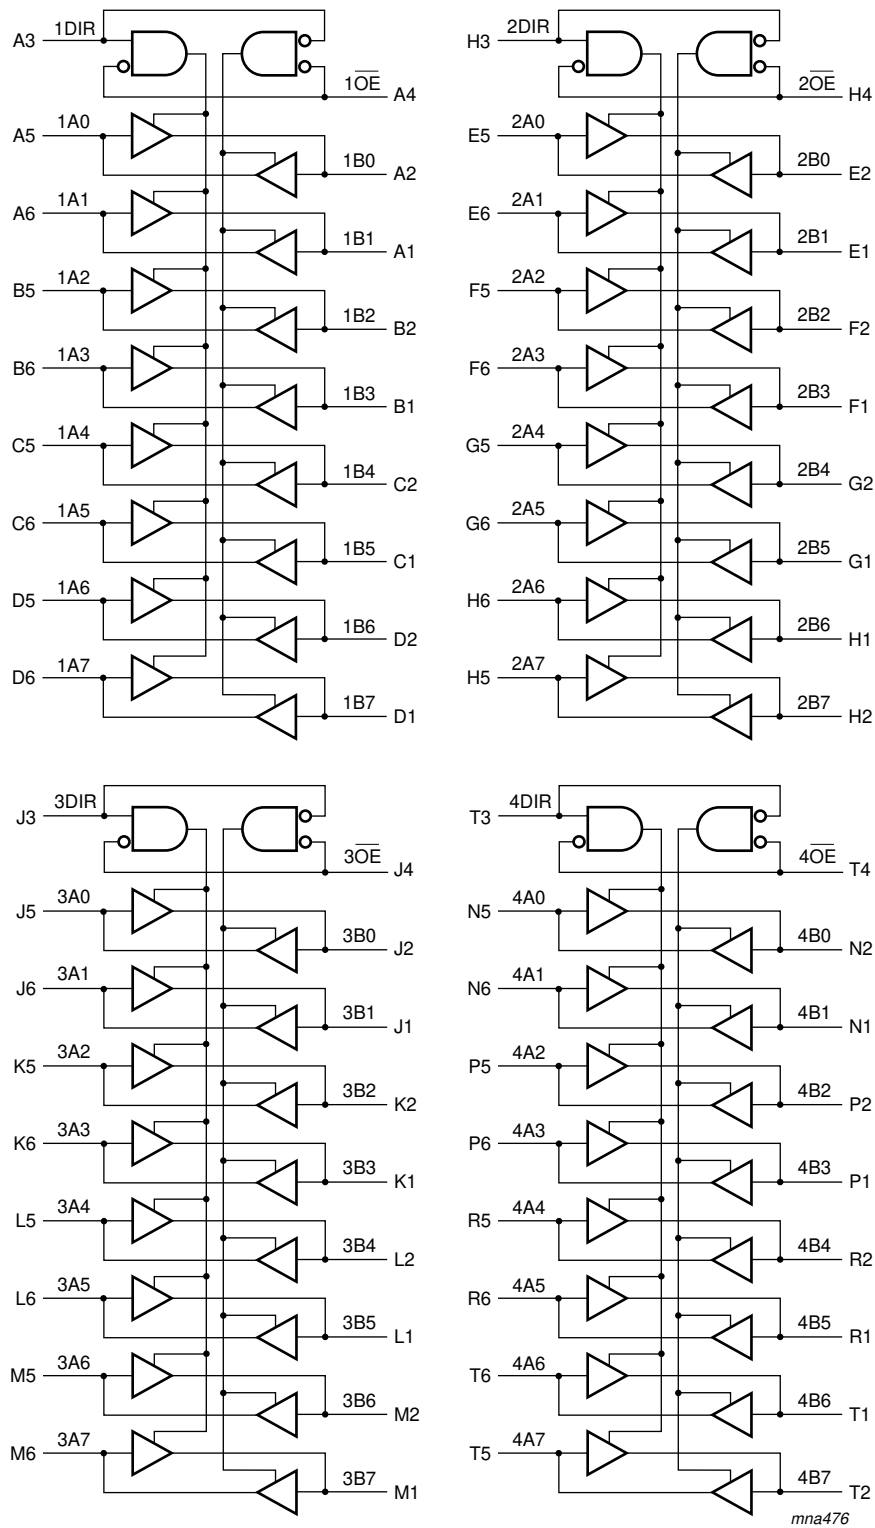 A3 1DIR
1O̅E̅ A4
A5 1A0
1B0 A2
A6 1A1
1B1 A1
B5 1A2
1B2 B2
B6 1A3
1B3 B1
C5 1A4
1B4 C2
C6 1A5
1B5 C1
D5 1A6
1B6 D2
D6 1A7
1B7 D1
H3 2DIR
2O̅E̅ H4
E5 2A0
2B0 E2
E6 2A1
2B1 E1
F5 2A2
2B2 F2
F6 2A3
2B3 F1
G5 2A4
2B4 G2
G6 2A5
2B5 G1
H6 2A6
2B6 H1
H5 2A7
2B7 H2
J3 3DIR
3O̅E̅ J4
J5 3A0
3B0 J2
J6 3A1
3B1 J1
K5 3A2
3B2 K2
K6 3A3
3B3 K1
L5 3A4
3B4 L2
L6 3A5
3B5 L1
M5 3A6
3B6 M2
M6 3A7
3B7 M1
T3 4DIR
4O̅E̅ T4
N5 4A0
4B0 N2
N6 4A1
4B1 N1
P5 4A2
4B2 P2
P6 4A3
4B3 P1
R5 4A4
4B4 R2
R6 4A5
4B5 R1
T6 4A6
4B6 T1
T5 4A7
4B7 T2
mna476